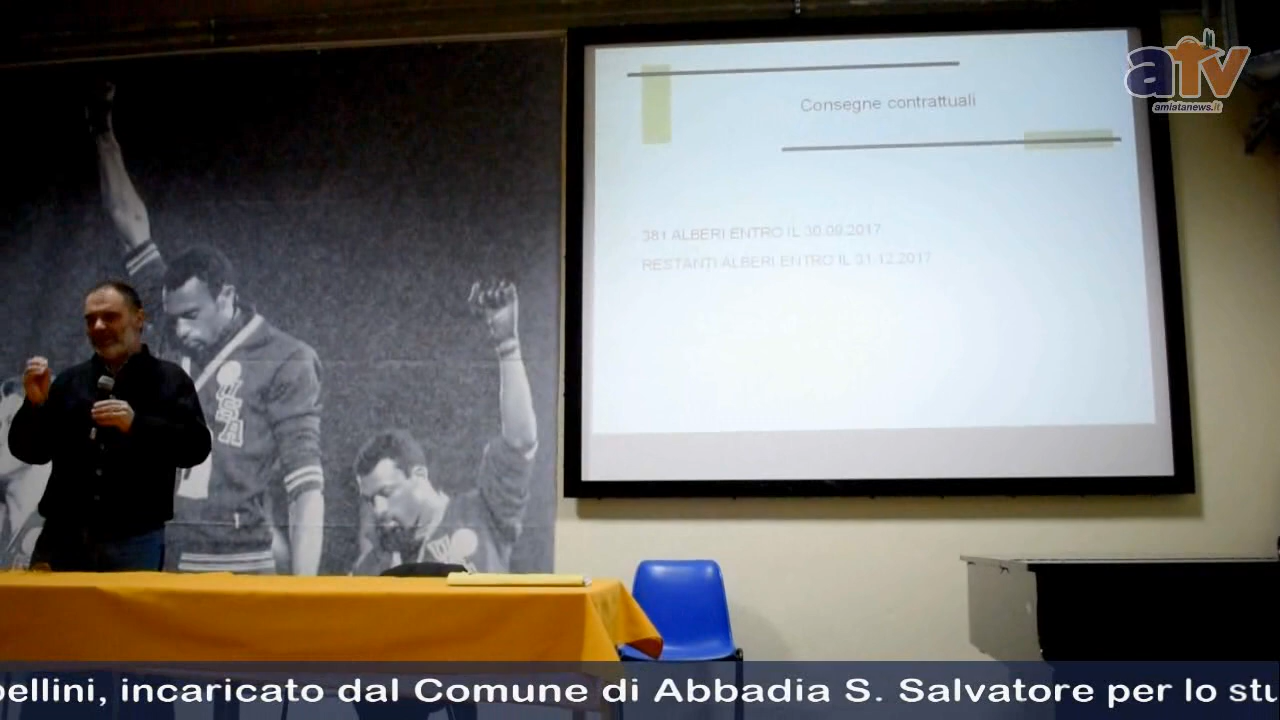 aTv
amiatanews.it
Consegne contrattuali
381 ALBERI ENTRO IL 30.09.2017
RESTANTI ALBERI ENTRO IL 31.12.2017
USA
pellini, incaricato dal Comune di Abbadia S. Salvatore per lo stu